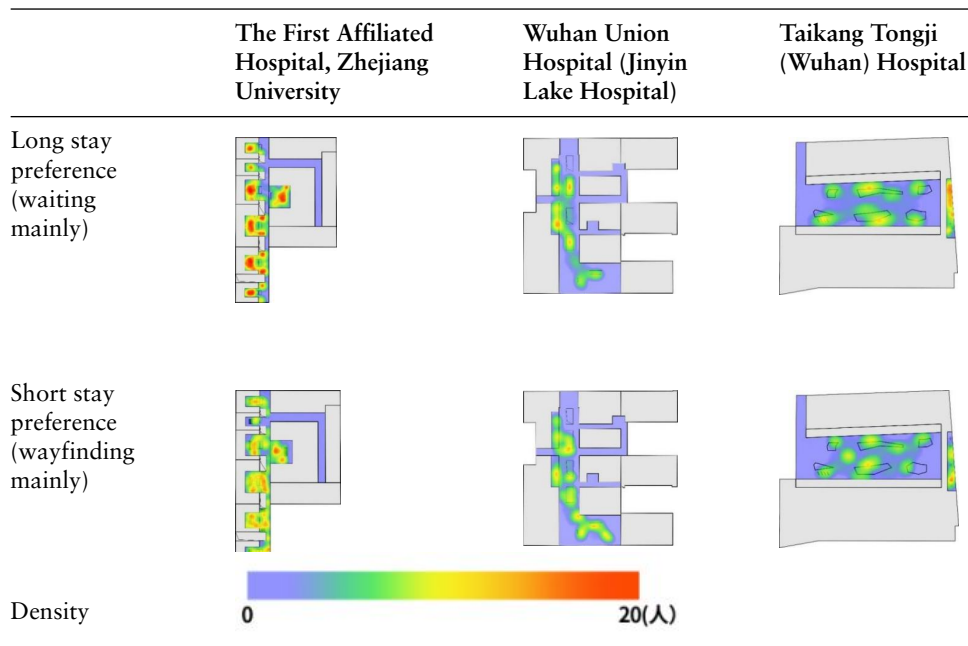 The First Affiliated
Hospital, Zhejiang
University
Wuhan Union
Hospital (Jinyin
Lake Hospital)
Taikang Tongji
(Wuhan) Hospital
Long stay
preference
(waiting
mainly)
Short stay
preference
(wayfinding
mainly)
Density
0
20(人)